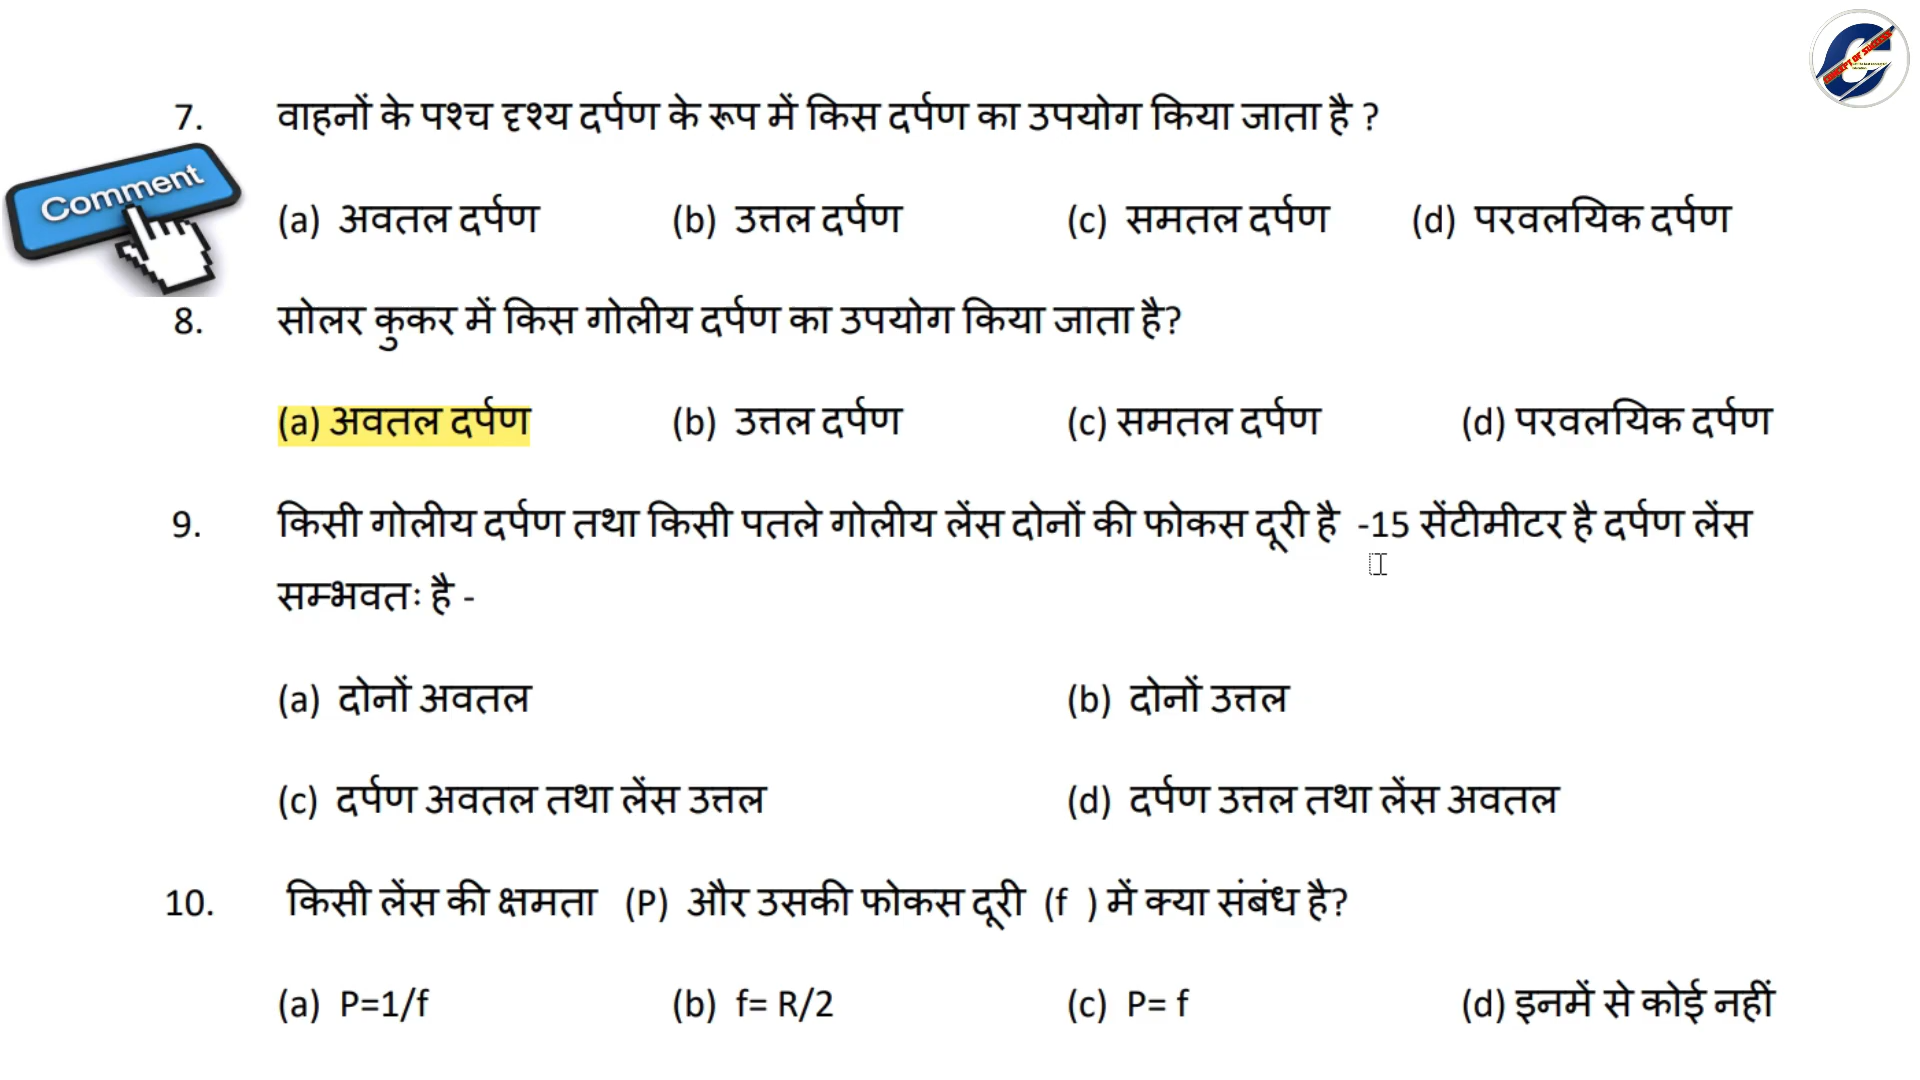 7. वाहनों के पश्च दृश्य दर्पण के रूप में किस दर्पण का उपयोग किया जाता है ?
Comment
(a) अवतल दर्पण (b) उत्तल दर्पण (c) समतल दर्पण (d) परवलयिक दर्पण
8. सोलर कुकर में किस गोलीय दर्पण का उपयोग किया जाता है?
(a) अवतल दर्पण (b) उत्तल दर्पण (c) समतल दर्पण (d) परवलयिक दर्पण
9. किसी गोलीय दर्पण तथा किसी पतले गोलीय लेंस दोनों की फोकस दूरी है -15 सेंटीमीटर है दर्पण लेंस
सम्भवतः है -
(a) दोनों अवतल (b) दोनों उत्तल
(c) दर्पण अवतल तथा लेंस उत्तल (d) दर्पण उत्तल तथा लेंस अवतल
10. किसी लेंस की क्षमता (P) और उसकी फोकस दूरी (f ) में क्या संबंध है?
(a) P=1/f (b) f= R/2 (c) P= f (d) इनमें से कोई नहीं
CONCEPT OF SUCCESS